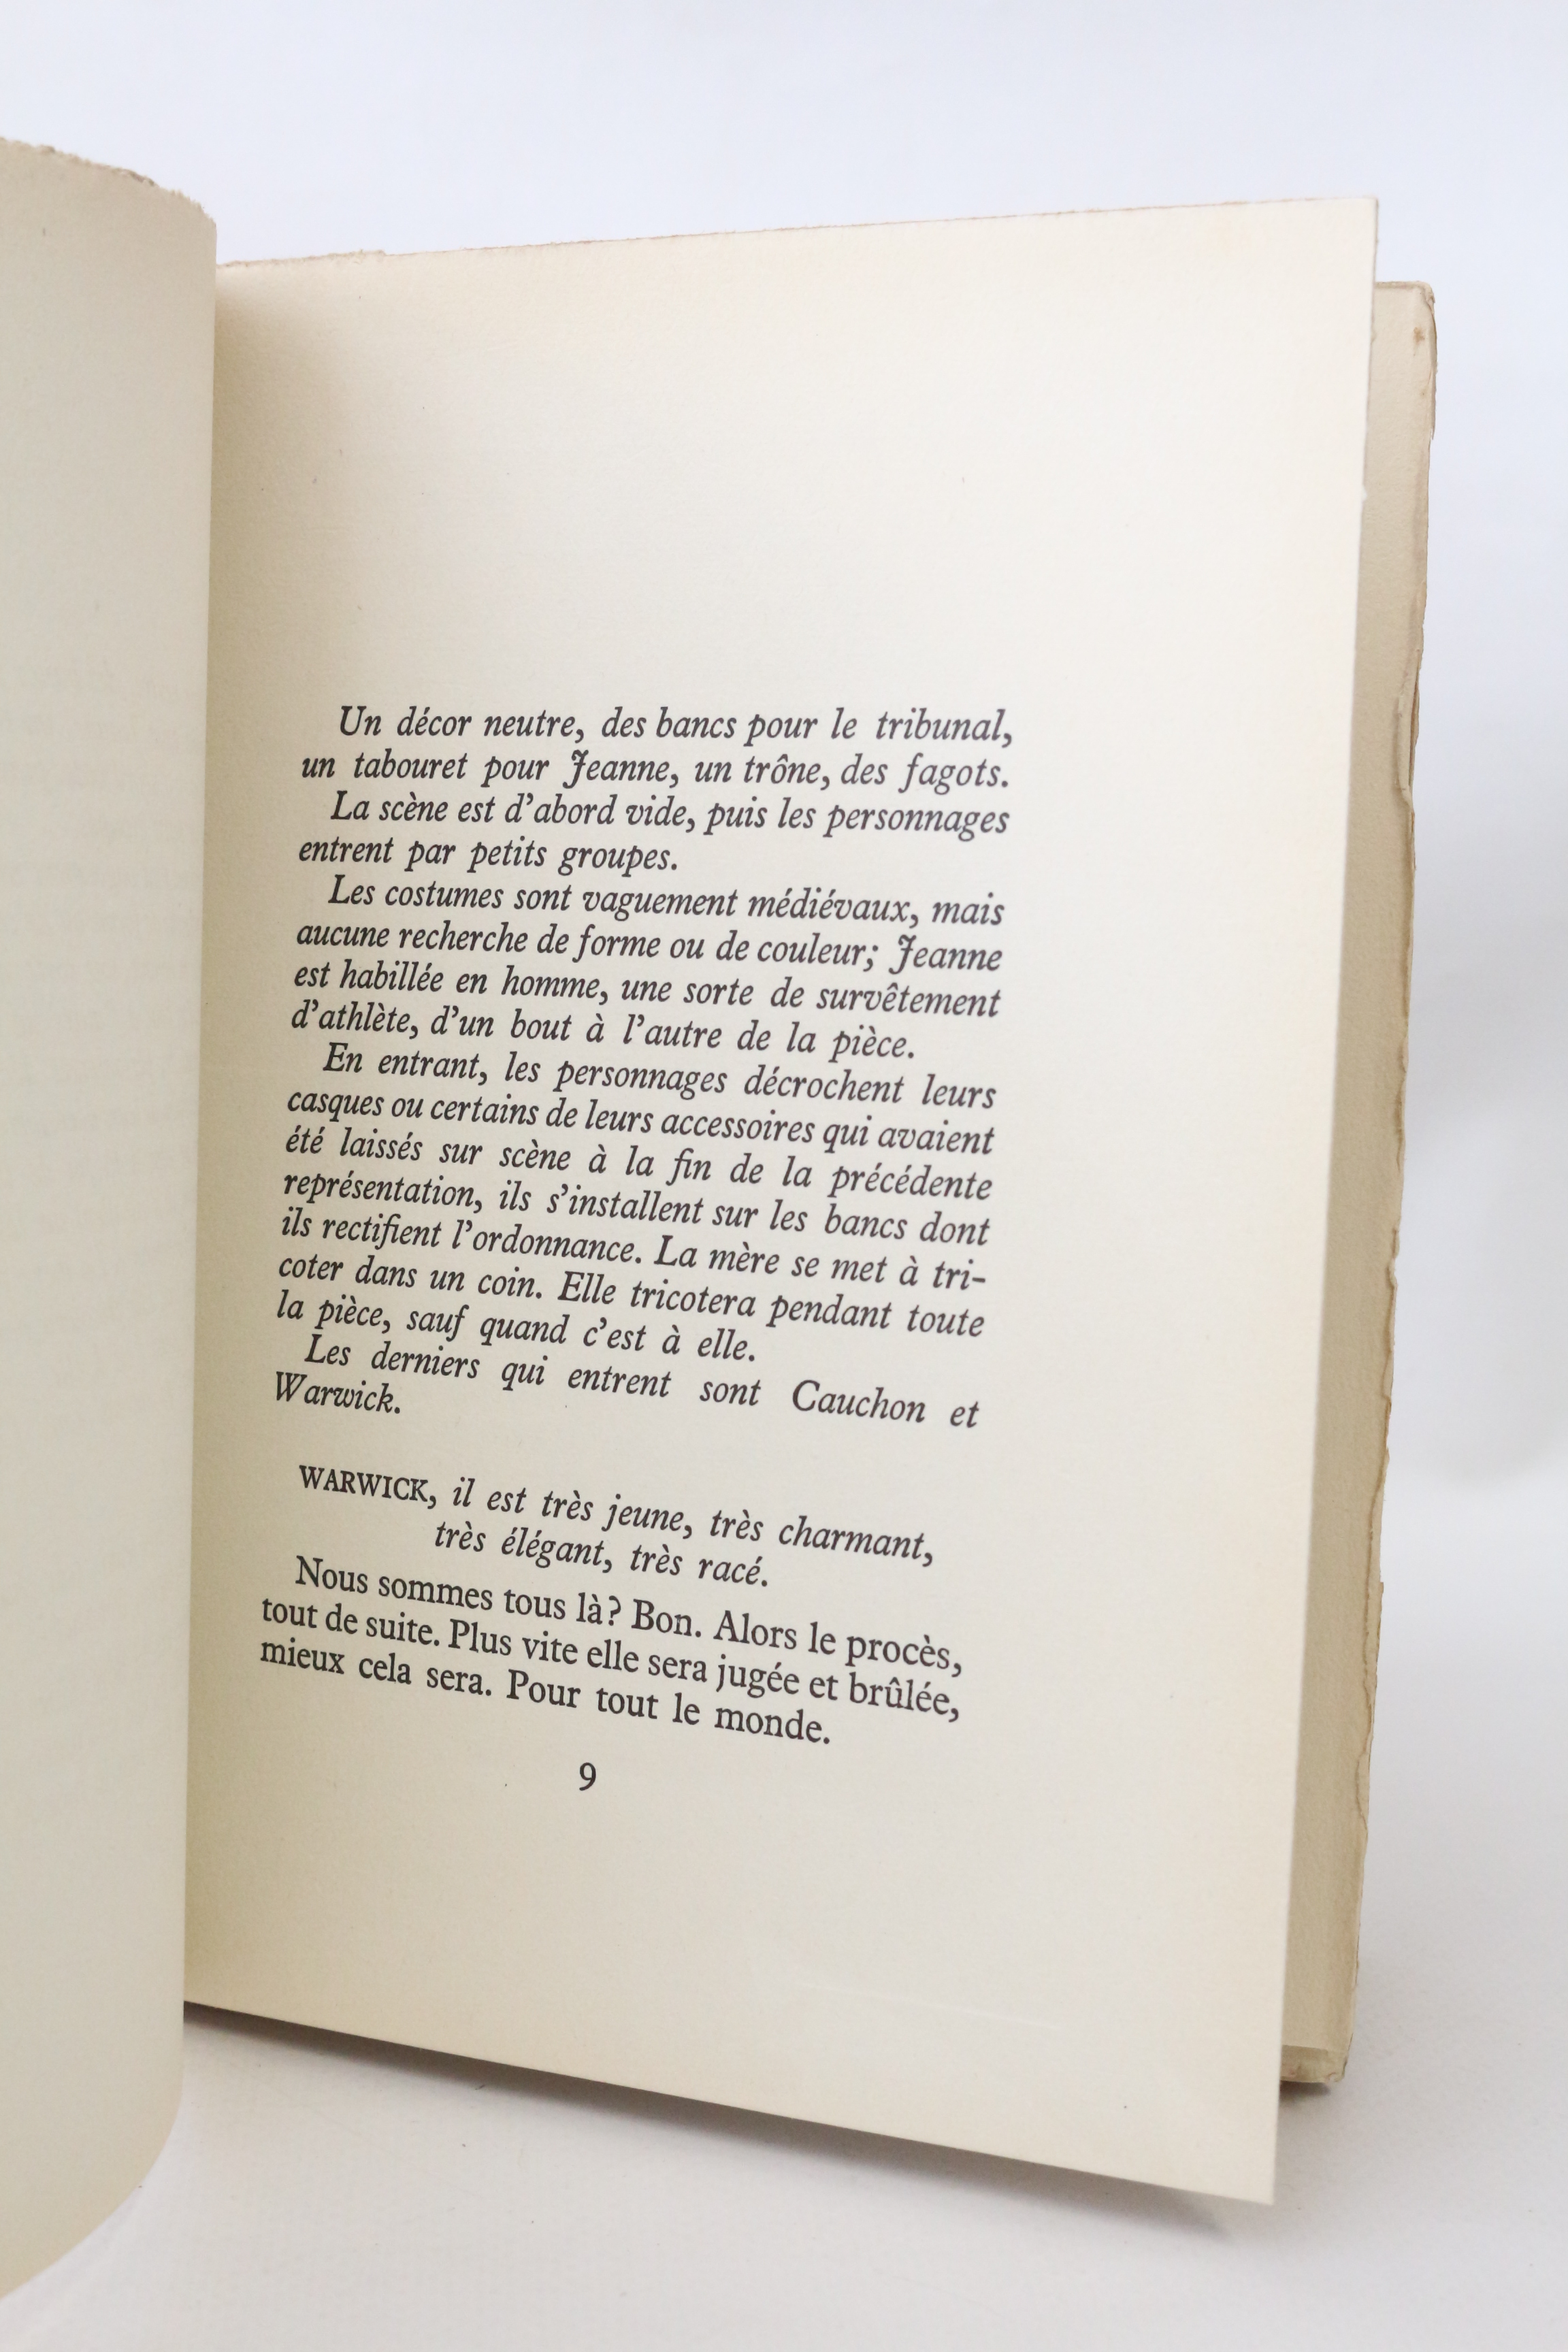 Un décor neutre, des bancs pour le tribunal,
un tabouret pour Jeanne, un trône, des fagots.
La scène est d'abord vide, puis les personnages
entrent par petits groupes.
Les costumes sont vaguement médiévaux, mais
aucune recherche de forme ou de couleur; Jeanne
est habillée en homme, une sorte de survêtement
d'athlète, d'un bout à l'autre de la pièce.
En entrant, les personnages décrochent leurs
casques ou certains de leurs accessoires qui avaient
été laissés sur scène à la fin de la précédente
représentation, ils s'installent sur les bancs dont
ils rectifient l'ordonnance. La mère se met à tri-
coter dans un coin. Elle tricotera pendant toute
la pièce, sauf quand c'est à elle.
Les derniers qui entrent sont Cauchon et
Warwick.
WARWICK, il est très jeune, très charmant,
très élégant, très racé.
Nous sommes tous là? Bon. Alors le procès,
tout de suite. Plus vite elle sera jugée et brûlée,
mieux cela sera. Pour tout le monde.
9